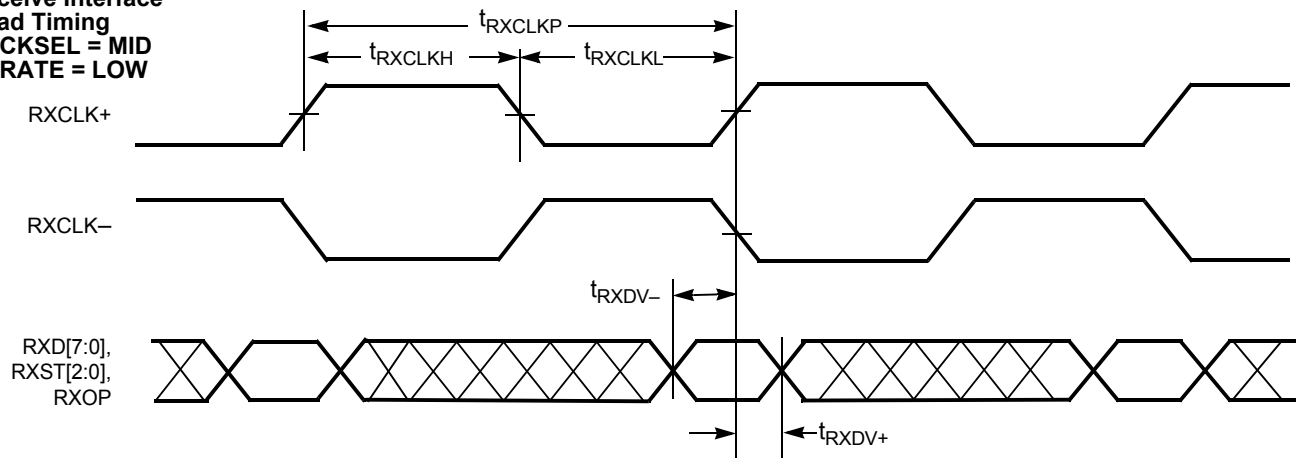 ceive Interface
ad Timing
CKSEL = MID
RATE = LOW
tRXCLKP
tRXCLKH
tRXCLKL
RXCLK+
RXCLK–
tRXDV–
RXD[7:0],
RXST[2:0],
RXOP
tRXDV+